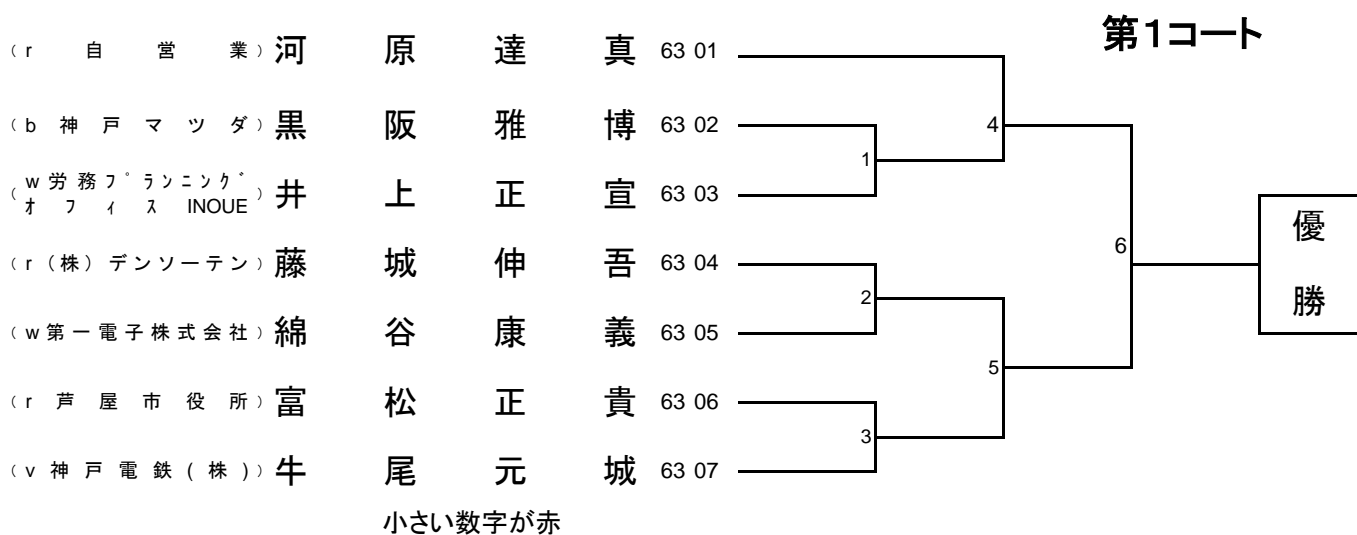 第1コート
（r 自営業）河原達真 63 01
（b 神戸マツダ）黒阪雅博 63 02
（w 労務プランニングオフィス INOUE）井上正宣 63 03
（r（株）デンソーテン）藤城伸吾 63 04
（w 第一電子株式会社）綿谷康義 63 05
（r 芦屋市役所）富松正貴 63 06
（v 神戸電鉄(株)）牛尾元城 63 07
1
2
3
4
5
6
優
勝
小さい数字が赤